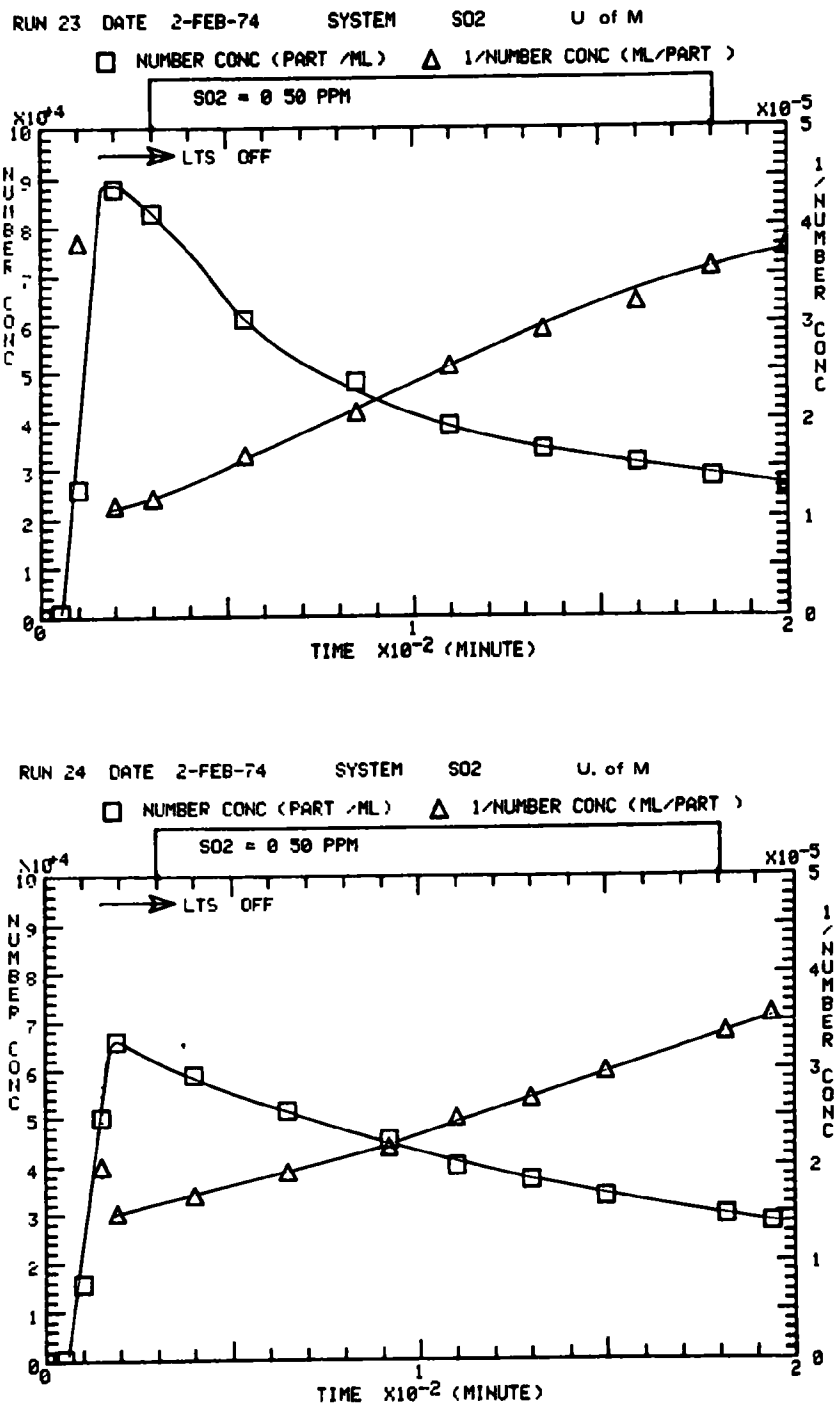 RUN 23 DATE 2-FEB-74 SYSTEM SO2 U of M
□ NUMBER CONC (PART /ML) △ 1/NUMBER CONC (ML/PART )
SO2 = 0 50 PPM
X10+4
X10-5
LTS OFF
NUMBER CONC
10
9
8
7
6
5
4
3
2
1
0
5
4
3
2
1
0
1/NUMBER CONC
0 1 2
TIME X10-2 (MINUTE)
RUN 24 DATE 2-FEB-74 SYSTEM SO2 U. of M
□ NUMBER CONC (PART /ML) △ 1/NUMBER CONC (ML/PART )
SO2 = 0 50 PPM
X10+4
X10-5
LTS OFF
NUMBER CONC
10
9
8
7
6
5
4
3
2
1
0
5
4
3
2
1
0
1/NUMBER CONC
0 1 2
TIME X10-2 (MINUTE)